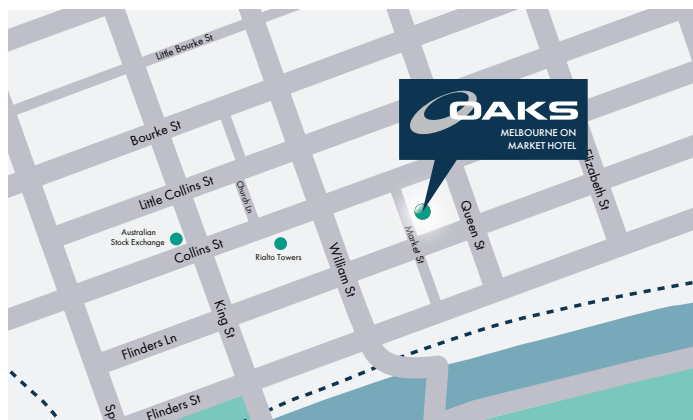 Little Bourke St
OAKS
MELBOURNE ON
MARKET HOTEL
Bourke St
Elizabeth St
Little Collins St
Church Ln
Queen St
Australian
Stock Exchange
Collins St
Rialto Towers
Market St
William St
King St
Flinders Ln
Flinders St
Sp